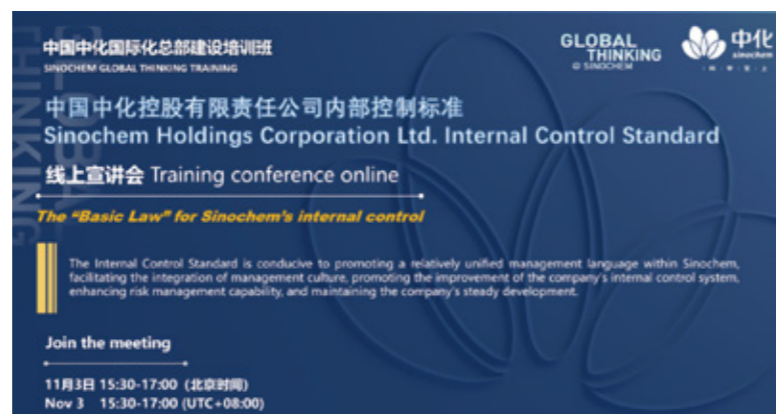 中国中化国际化总部建设培训班
SINOCHEM GLOBAL THINKING TRAINING
GLOBAL
THINKING
@ SINOCHEM
中化
sinochem
中国中化控股有限责任公司内部控制标准
Sinochem Holdings Corporation Ltd. Internal Control Standard
线上宣讲会 Training conference online
The “Basic Law” for Sinochem’s internal control
The Internal Control Standard is conducive to promoting a relatively unified management language within Sinochem,
facilitating the integration of management culture, promoting the improvement of the company’s internal control system,
enhancing risk management capability, and maintaining the company’s steady development.
Join the meeting
11月3日 15:30-17:00 (北京时间)
Nov 3 15:30-17:00 (UTC+08:00)